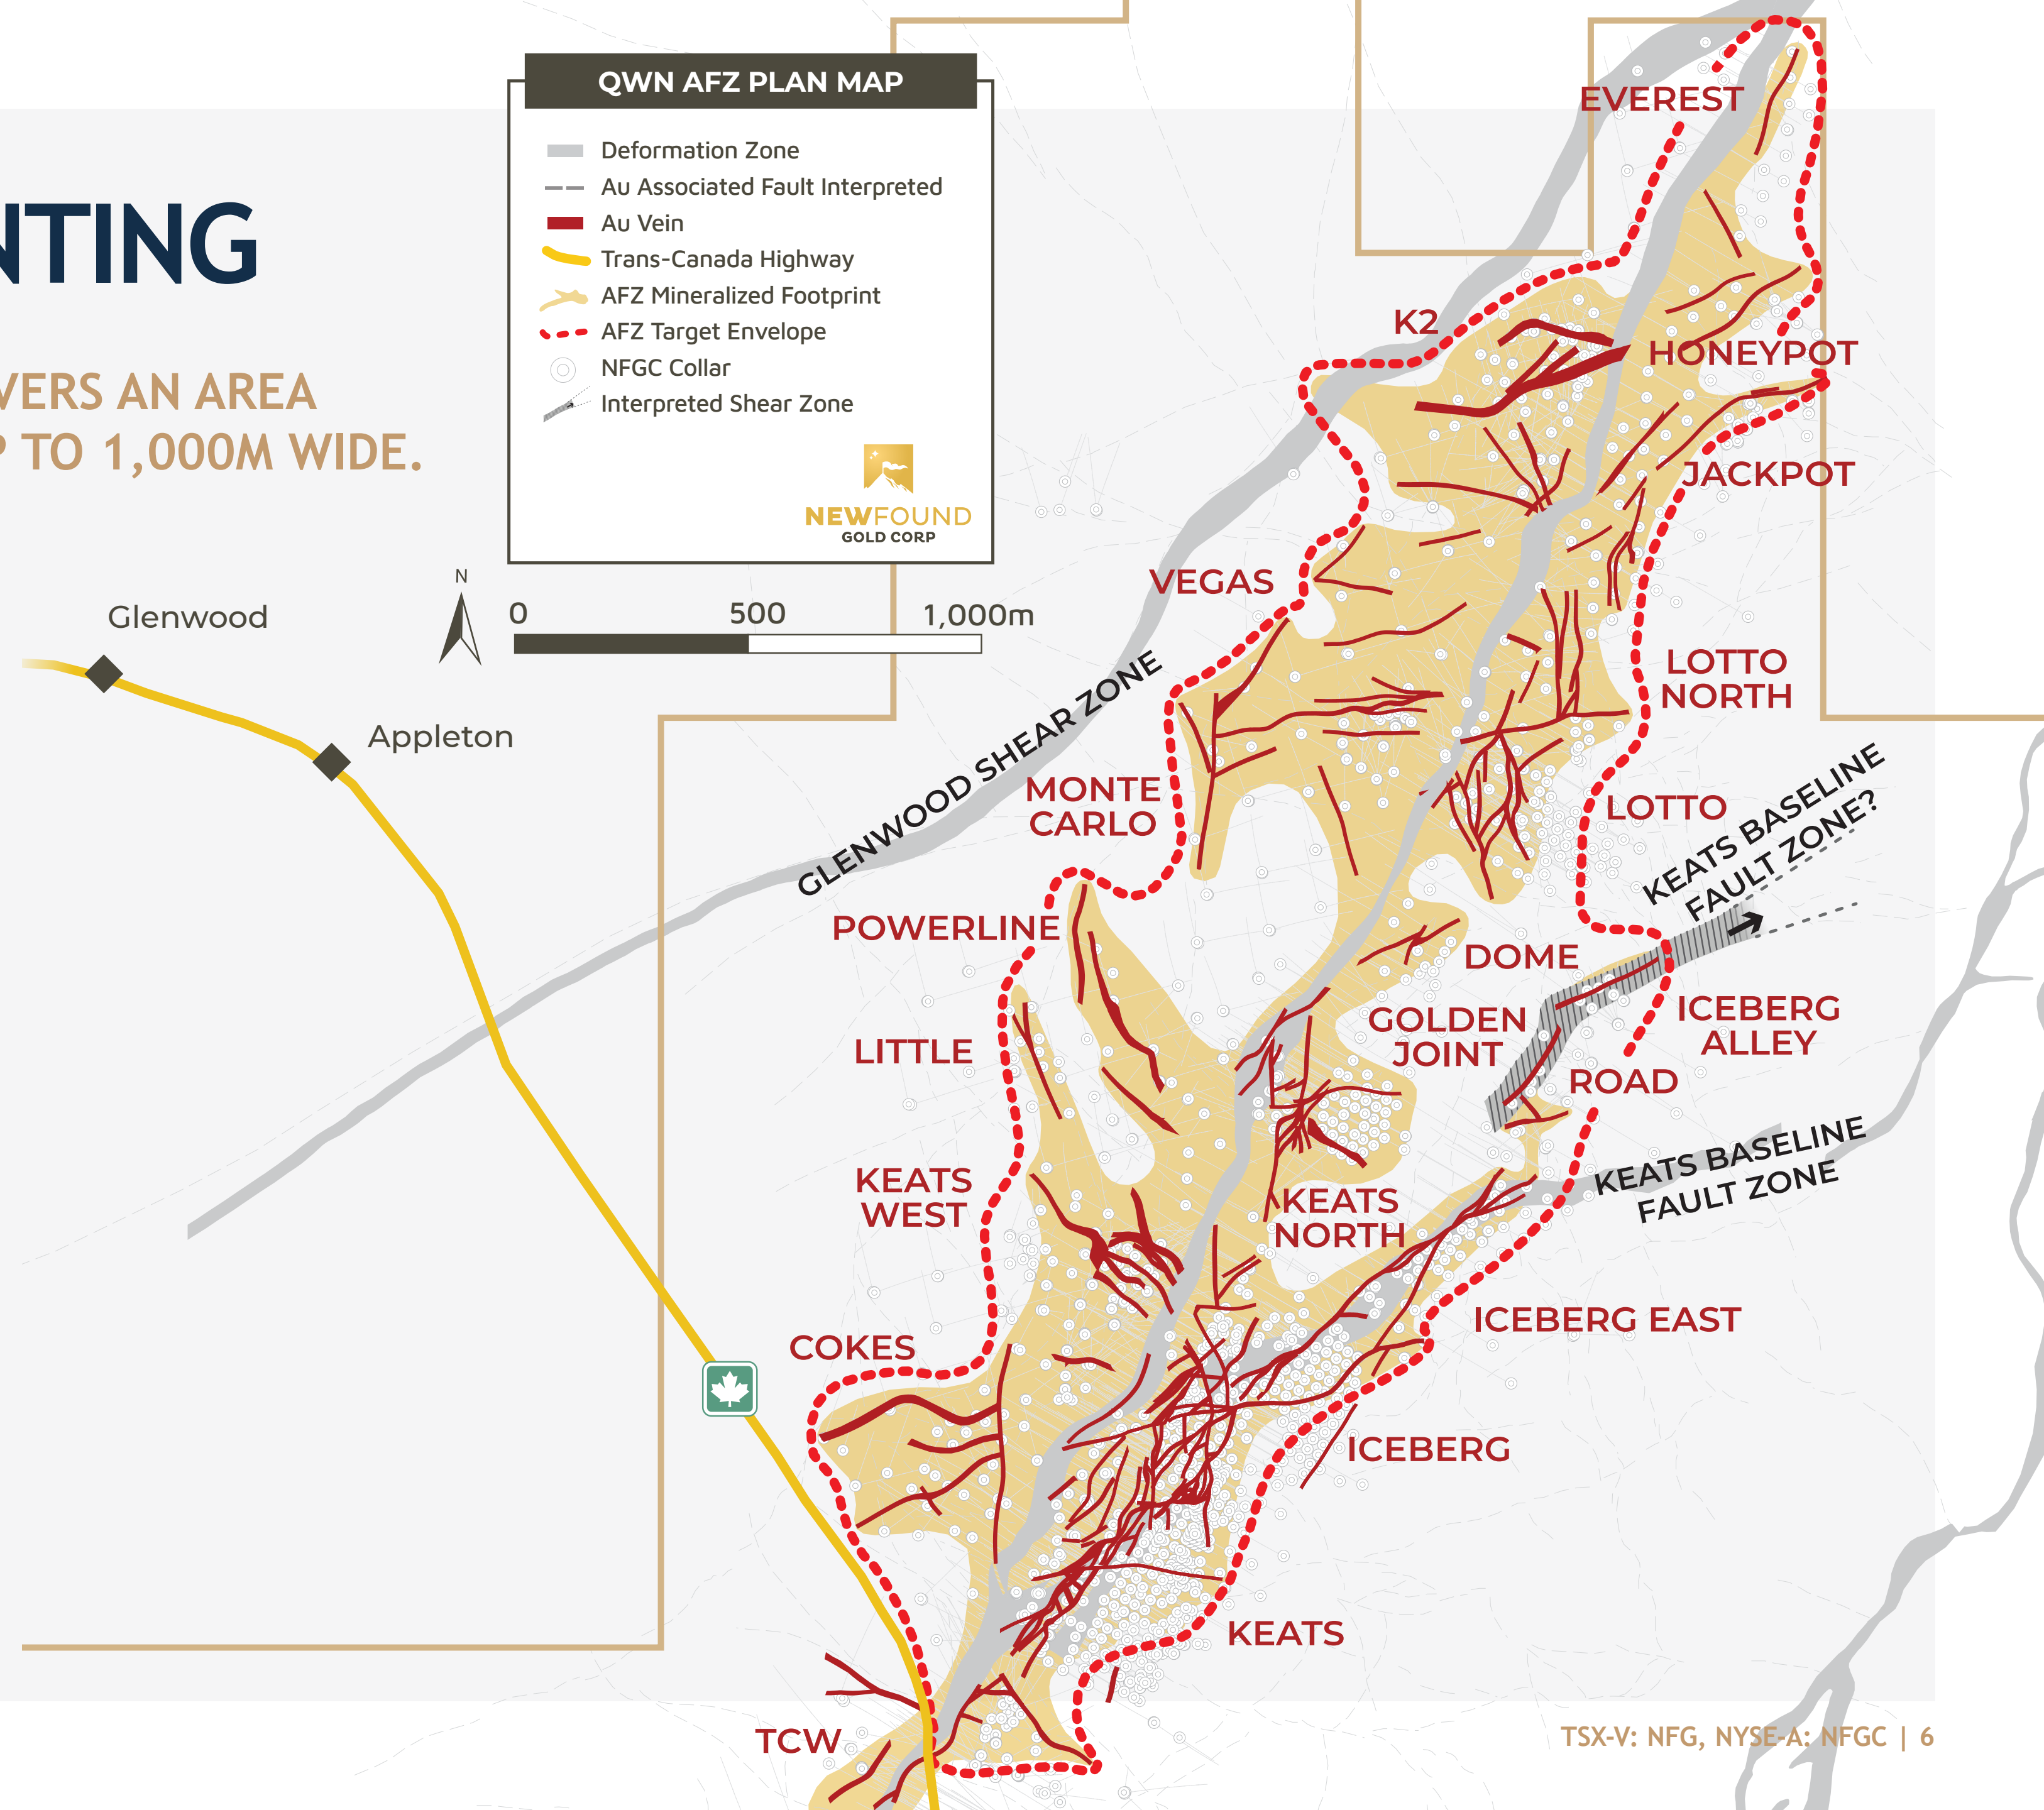 QWN AFZ PLAN MAP
Deformation Zone
Au Associated Fault Interpreted
Au Vein
Trans-Canada Highway
AFZ Mineralized Footprint
AFZ Target Envelope
NFGC Collar
Interpreted Shear Zone
NEWFOUND
GOLD CORP
NTING
VERS AN AREA
P TO 1,000M WIDE.
N
0 500 1,000m
Glenwood
Appleton
EVEREST
K2
HONEYPOT
JACKPOT
VEGAS
LOTTO
NORTH
GLENWOOD SHEAR ZONE
MONTE
CARLO
LOTTO
KEATS BASELINE
FAULT ZONE?
POWERLINE
DOME
ICEBERG
ALLEY
GOLDEN
JOINT
LITTLE
ROAD
KEATS BASELINE
FAULT ZONE
KEATS
WEST
KEATS
NORTH
ICEBERG EAST
COKES
ICEBERG
KEATS
TCW
TSX-V: NFG, NYSE-A: NFGC | 6